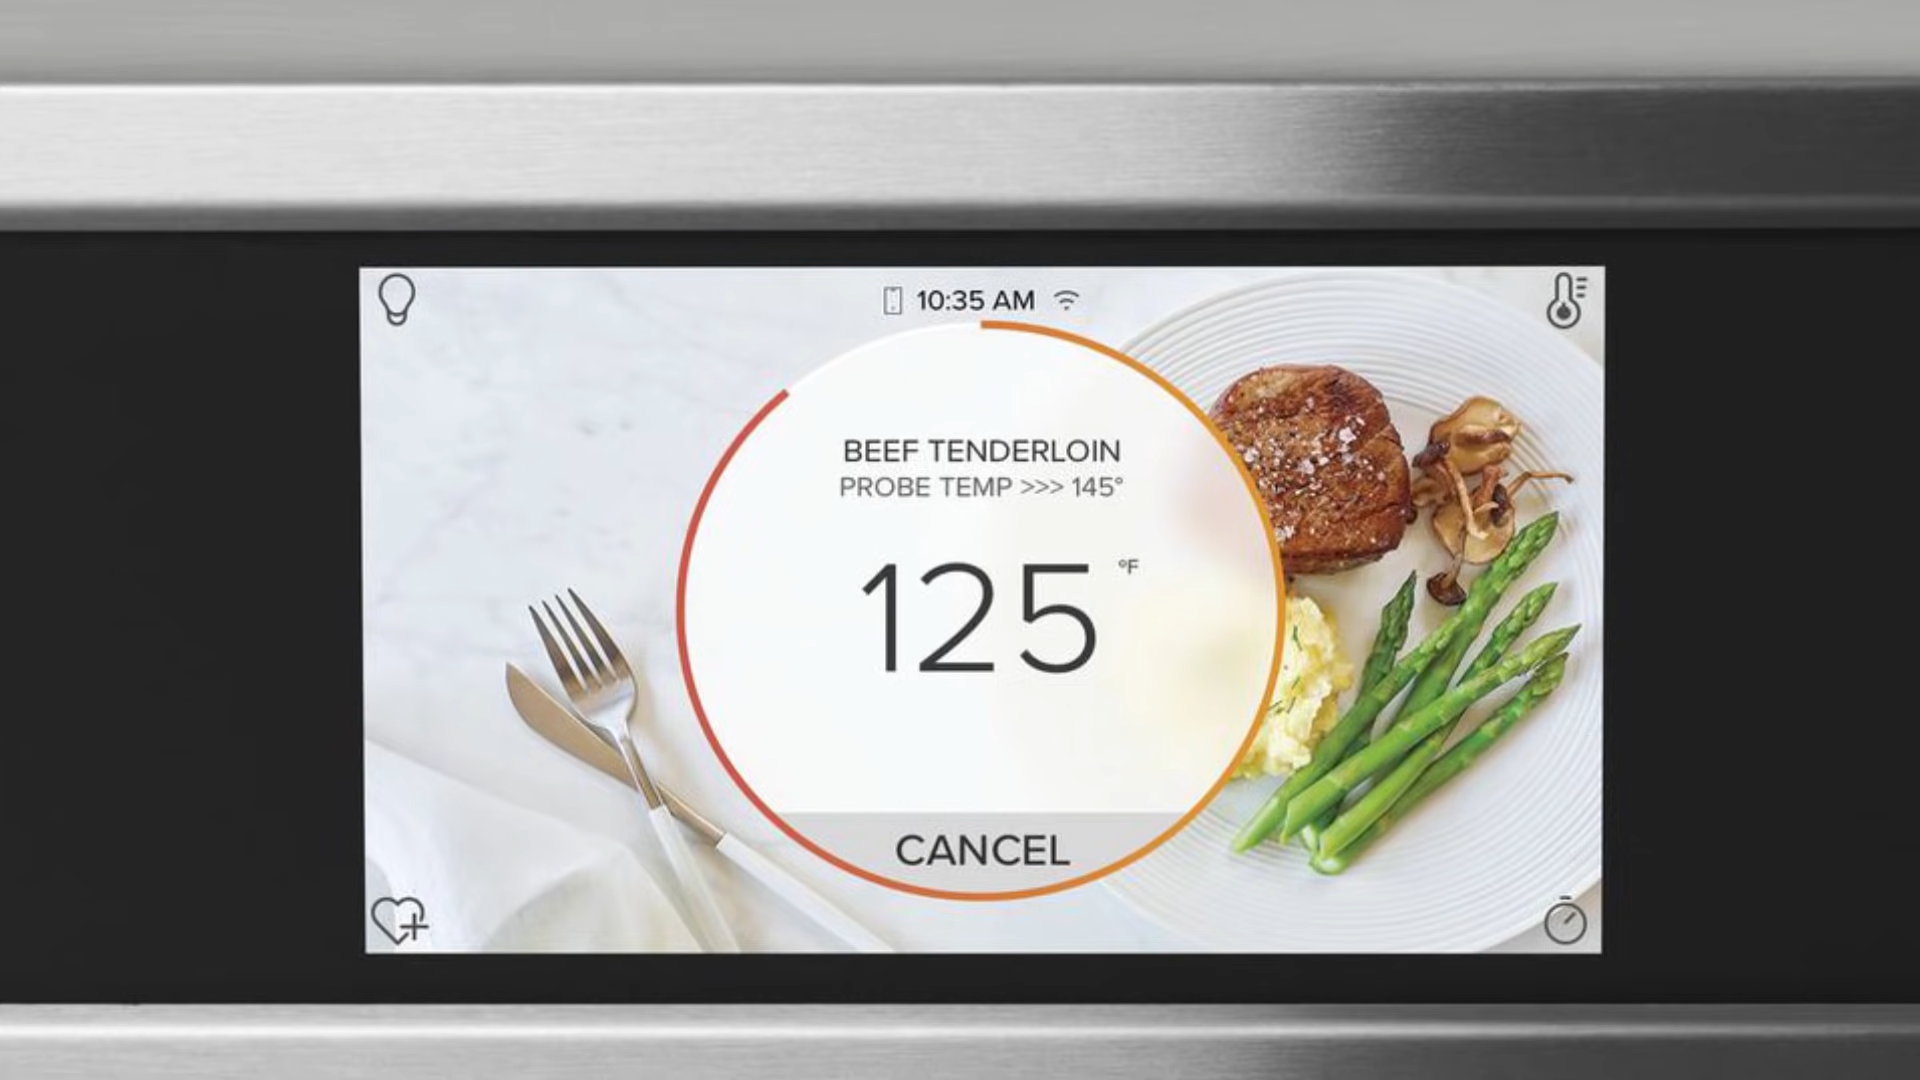 10:35 AM
BEEF TENDERLOIN
PROBE TEMP >>> 145°
125 °F
CANCEL